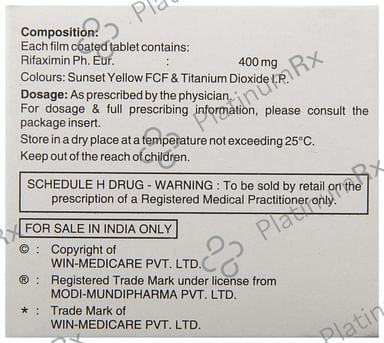 Composition:
Each film coated tablet contains:
Rifaximin Ph. Eur. : 400 mg
Colours: Sunset Yellow FCF & Titanium Dioxide I.P.
Dosage: As prescribed by the physician.
For dosage & full prescribing information, please consult the
package insert.
Store in a dry place at a temperature not exceeding 25°C.
Keep out of the reach of children.
SCHEDULE H DRUG - WARNING : To be sold by retail on the
prescription of a Registered Medical Practitioner only.
FOR SALE IN INDIA ONLY
© : Copyright of
WIN-MEDICARE PVT. LTD.
® : Registered Trade Mark under license from
MODI-MUNDIPHARMA PVT. LTD.
* : Trade Mark of
WIN-MEDICARE PVT. LTD.
PlatinumRx
PlatinumRx
PlatinumRx